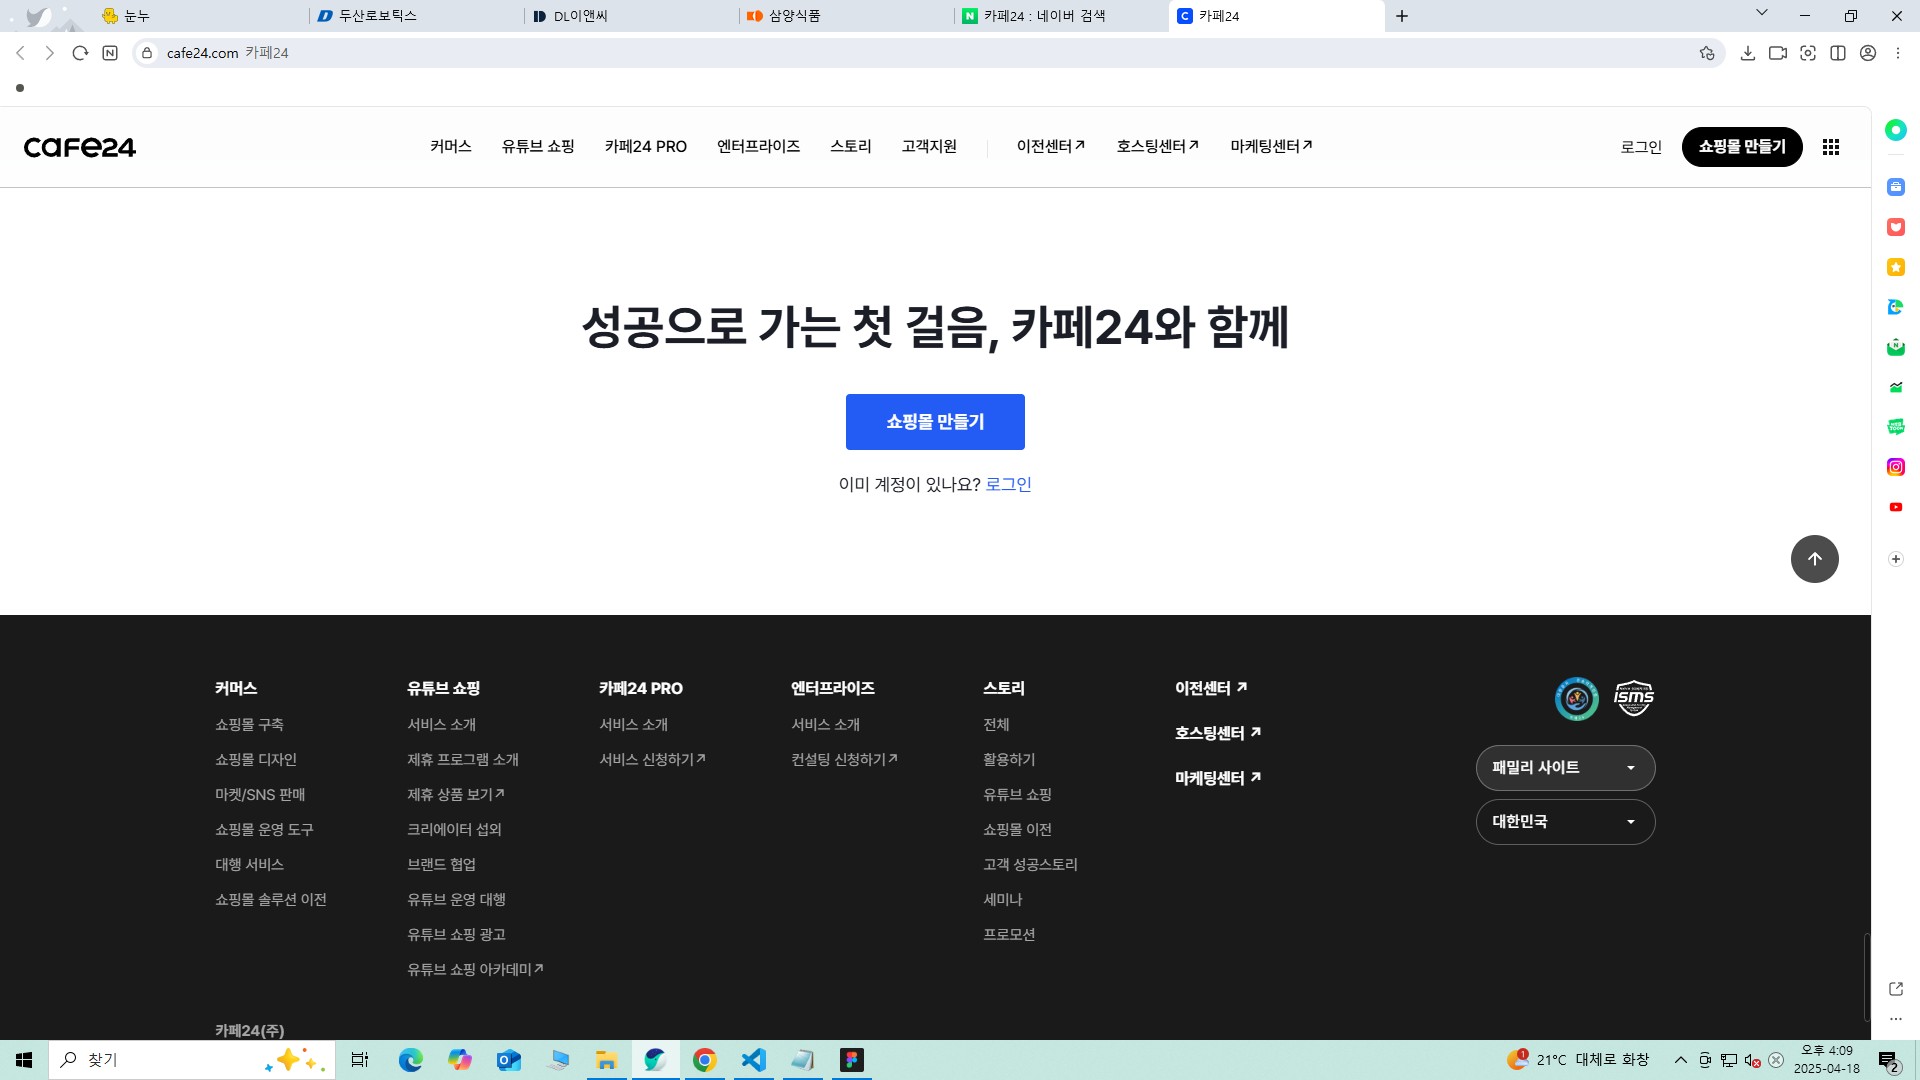 눈누
두산로보틱스
DL이앤씨
삼양식품
카페24 : 네이버 검색
카페24
cafe24.com 카페24
cafe24
커머스
유튜브 쇼핑
카페24 PRO
엔터프라이즈
스토리
고객지원
이전센터↗
호스팅센터↗
마케팅센터↗
로그인
쇼핑몰 만들기
성공으로 가는 첫 걸음, 카페24와 함께
쇼핑몰 만들기
이미 계정이 있나요? 로그인
커머스
쇼핑몰 구축
쇼핑몰 디자인
마켓/SNS 판매
쇼핑몰 운영 도구
대행 서비스
쇼핑몰 솔루션 이전
유튜브 쇼핑
서비스 소개
제휴 프로그램 소개
제휴 상품 보기↗
크리에이터 섭외
브랜드 협업
유튜브 운영 대행
유튜브 쇼핑 광고
유튜브 쇼핑 아카데미↗
카페24 PRO
서비스 소개
서비스 신청하기↗
엔터프라이즈
서비스 소개
컨설팅 신청하기↗
스토리
전체
활용하기
유튜브 쇼핑
쇼핑몰 이전
고객 성공스토리
세미나
프로모션
이전센터 ↗
호스팅센터 ↗
마케팅센터 ↗
isms
패밀리 사이트
대한민국
카페24(주)
찾기
1
21°C 대체로 화창
오후 4:09
2025-04-18
2